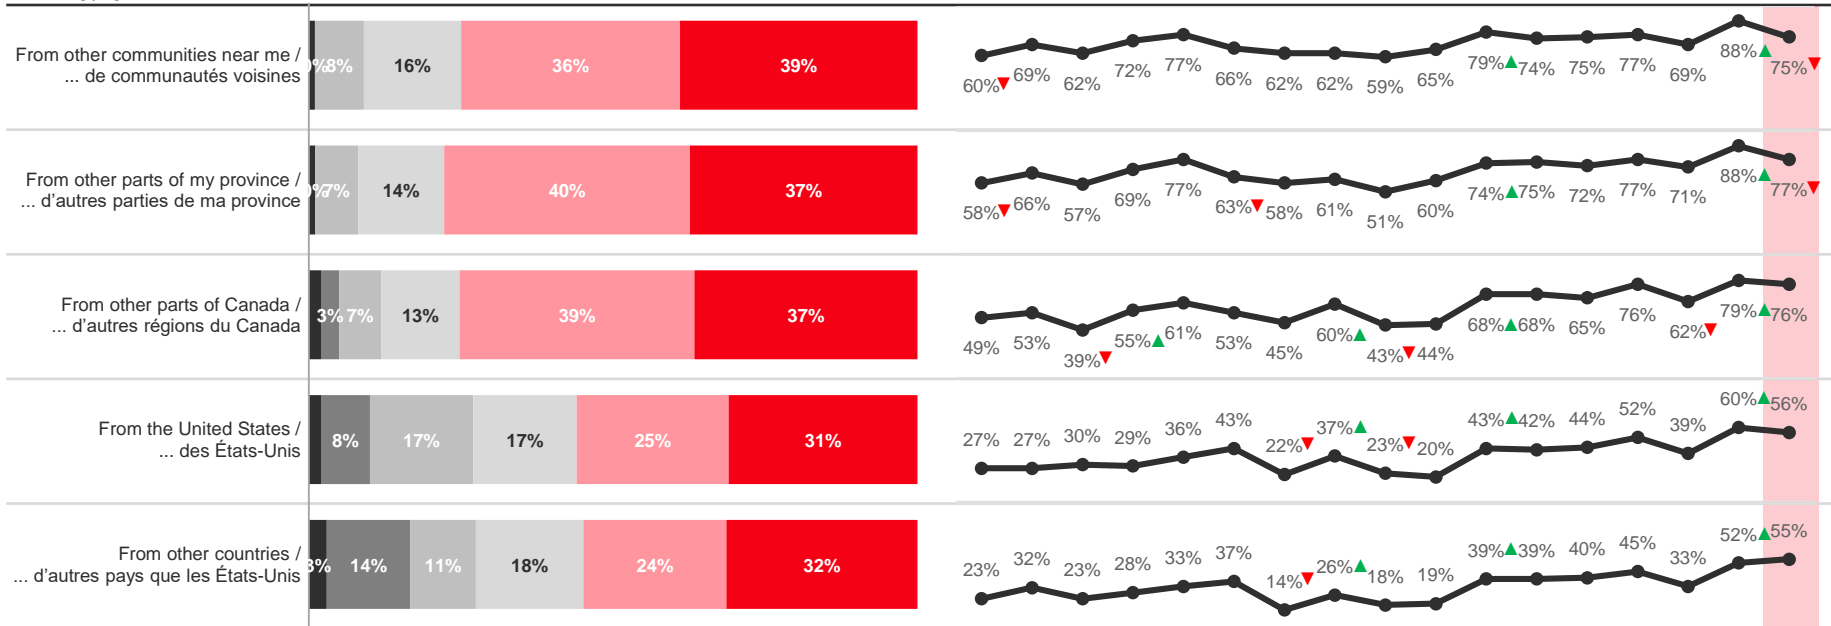 From other communities near me /
... de communautés voisines
8% 16% 36% 39%
60% 69% 62% 72% 77% 66% 62% 62% 59% 65% 79% 74% 75% 77% 69% 88% 75%
From other parts of my province /
... d'autres parties de ma province
7% 14% 40% 37%
58% 66% 57% 69% 77% 63% 58% 61% 51% 60% 74% 75% 72% 77% 71% 88% 77%
From other parts of Canada /
... d'autres régions du Canada
3% 7% 13% 39% 37%
49% 53% 39% 55% 61% 53% 45% 60% 43% 44% 68% 68% 65% 76% 62% 79% 76%
From the United States /
... des États-Unis
8% 17% 17% 25% 31%
27% 27% 30% 29% 36% 43% 22% 37% 23% 20% 43% 42% 44% 52% 39% 60% 56%
From other countries /
... d'autres pays que les États-Unis
3% 14% 11% 18% 24% 32%
23% 32% 23% 28% 33% 37% 14% 26% 18% 19% 39% 39% 40% 45% 33% 52% 55%